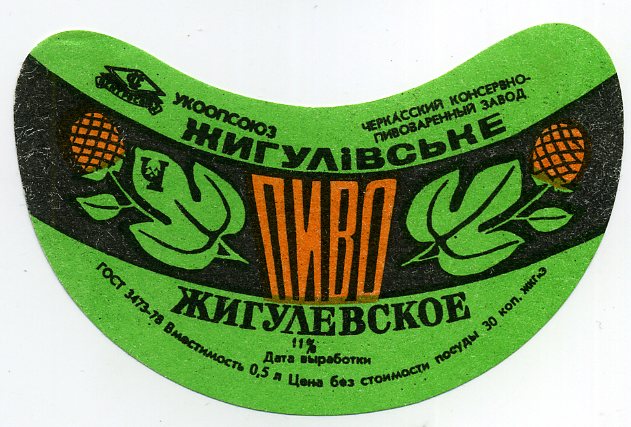 УКООПСОЮЗ
ЧЕРКАССКИЙ КОНСЕРВНО-
ПИВОВАРЕННЫЙ ЗАВОД
ЖИГУЛІВСЬКЕ
Ч
ПИВО
ЖИГУЛЕВСКОЕ
11%
Дата выработки
ГОСТ 3473-78 Вместимость 0,5 л Цена без стоимости посуды 30 коп. жиг-э